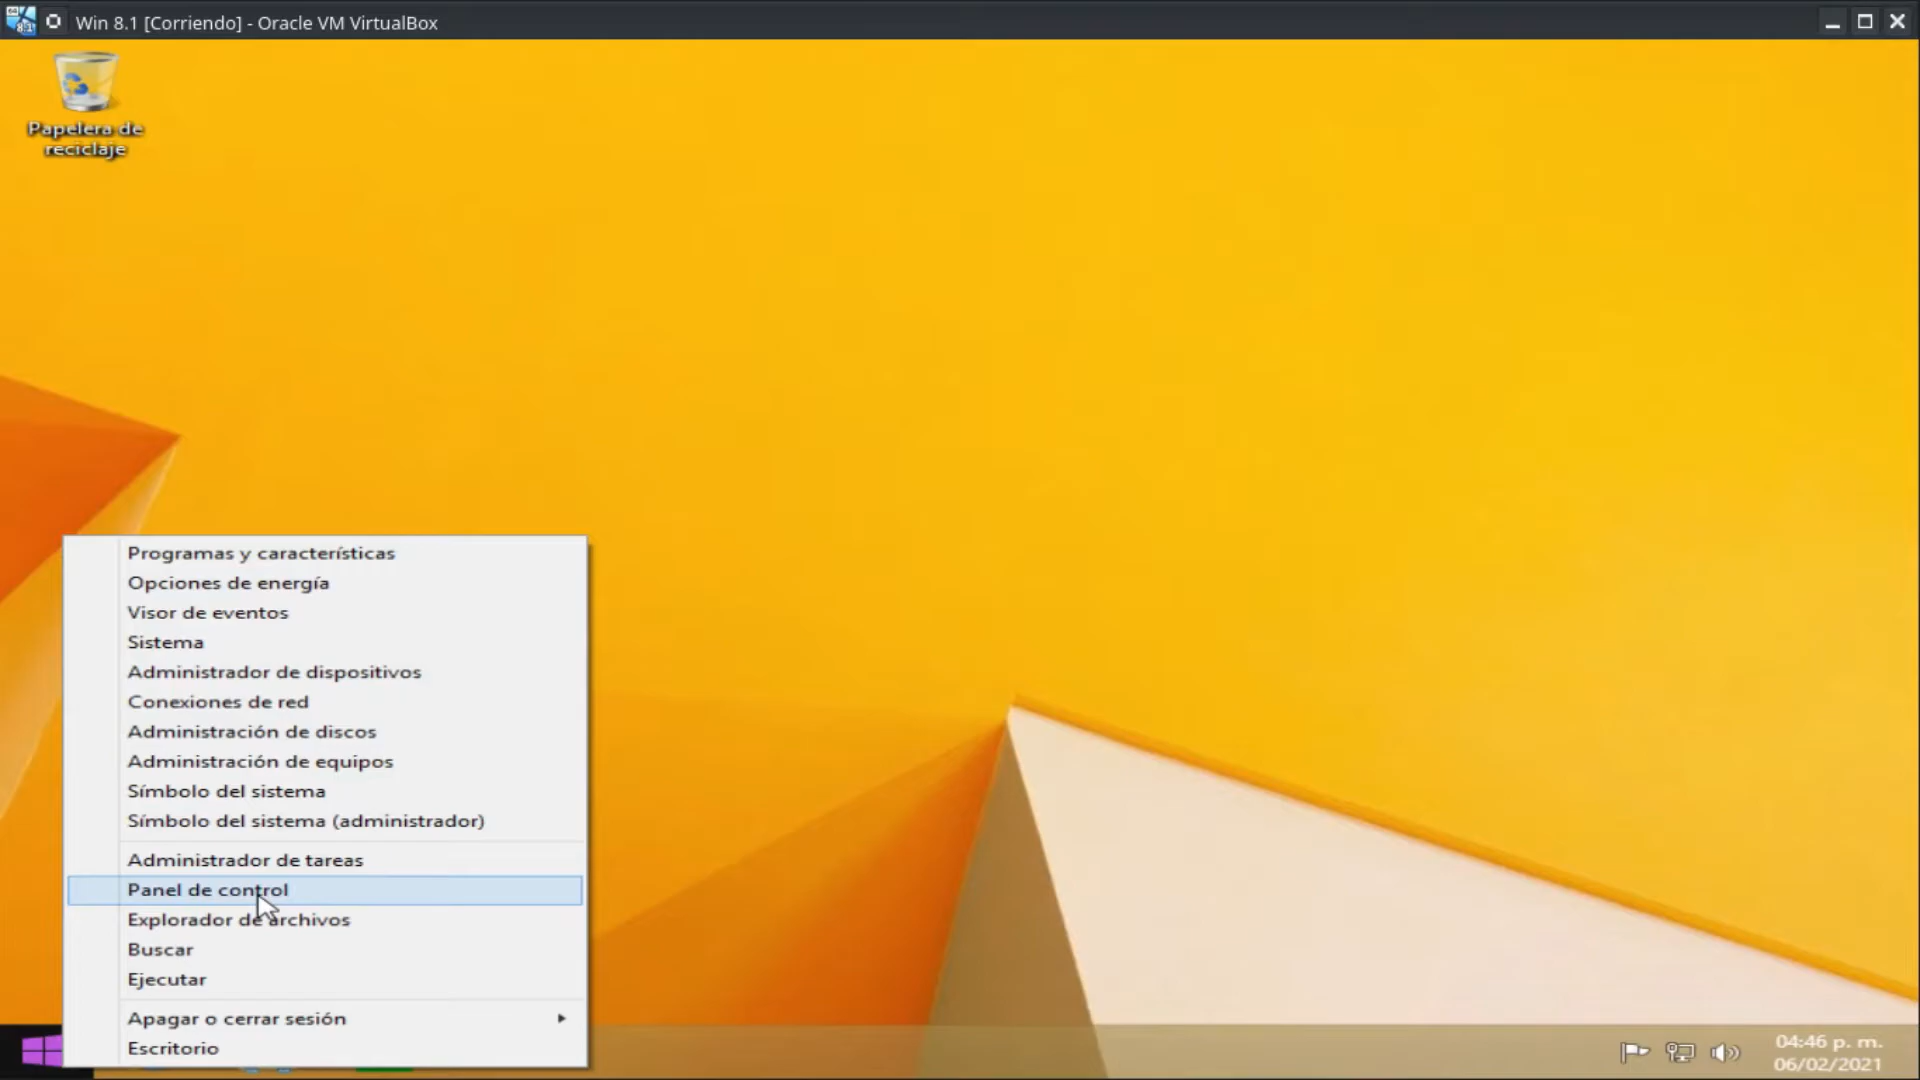 Win 8.1 [Corriendo] - Oracle VM VirtualBox
Papelera de
reciclaje
Programas y características
Opciones de energía
Visor de eventos
Sistema
Administrador de dispositivos
Conexiones de red
Administración de discos
Administración de equipos
Símbolo del sistema
Símbolo del sistema (administrador)
Administrador de tareas
Panel de control
Explorador de archivos
Buscar
Ejecutar
Apagar o cerrar sesión
Escritorio
04:46 p. m.
06/02/2021